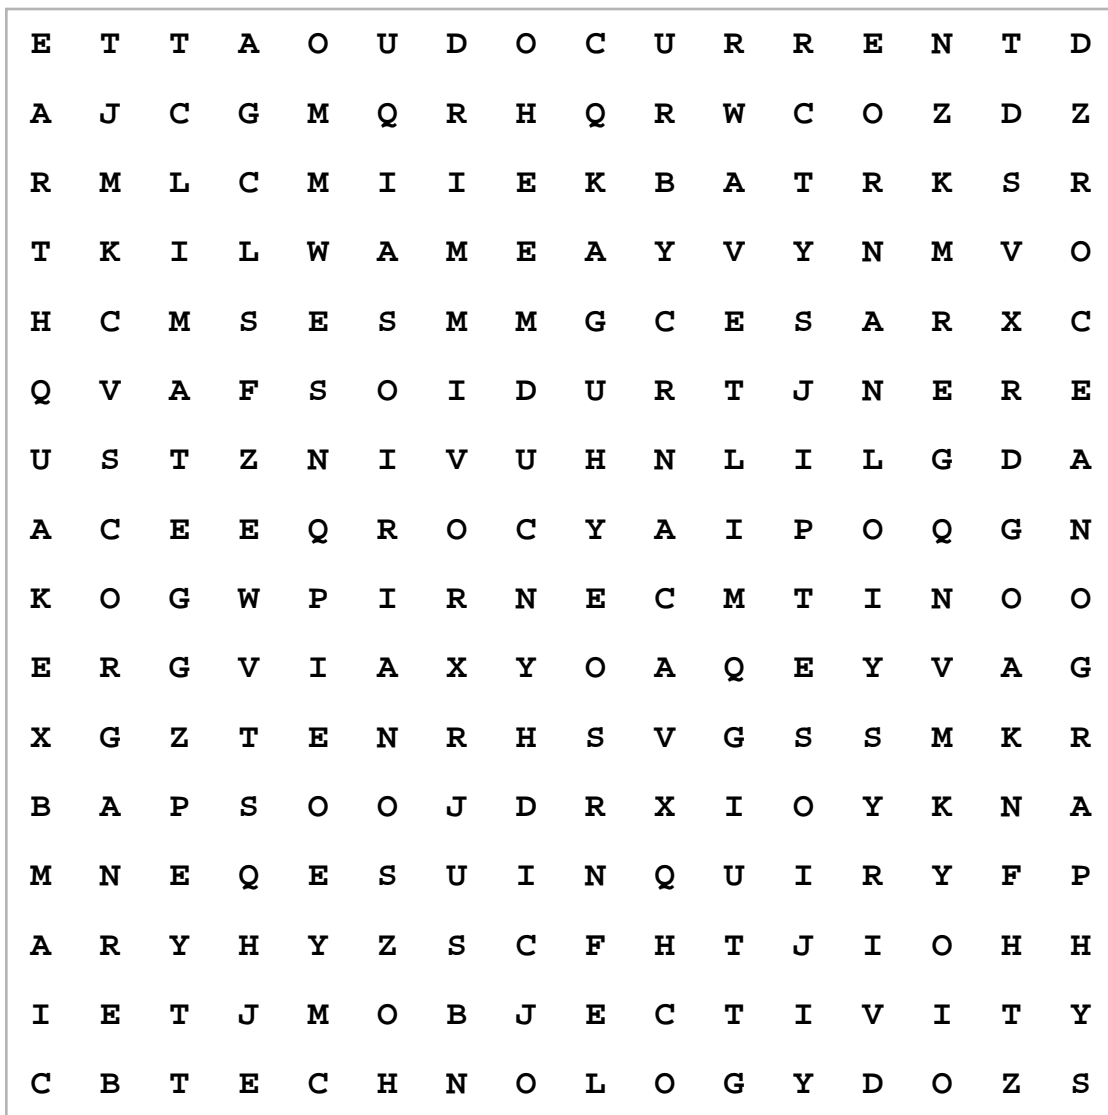 E T T A O U D O C U R R E N T D
A J C G M Q R H Q R W C O Z D Z
R M L C M I I E K B A T R K S R
T K I L W A M E A Y V Y N M V O
H C M S E S M M G C E S A R X C
Q V A F S O I D U R T J N E R E
U S T Z N I V U H N L I L G D A
A C E E Q R O C Y A I P O Q G N
K O G W P I R N E C M T I N O O
E R G V I A X Y O A Q E Y V A G
X G Z T E N R H S V G S S M K R
B A P S O O J D R X I O Y K N A
M N E Q E S U I N Q U I R Y F P
A R Y H Y Z S C F H T J I O H H
I E T J M O B J E C T I V I T Y
C B T E C H N O L O G Y D O Z S